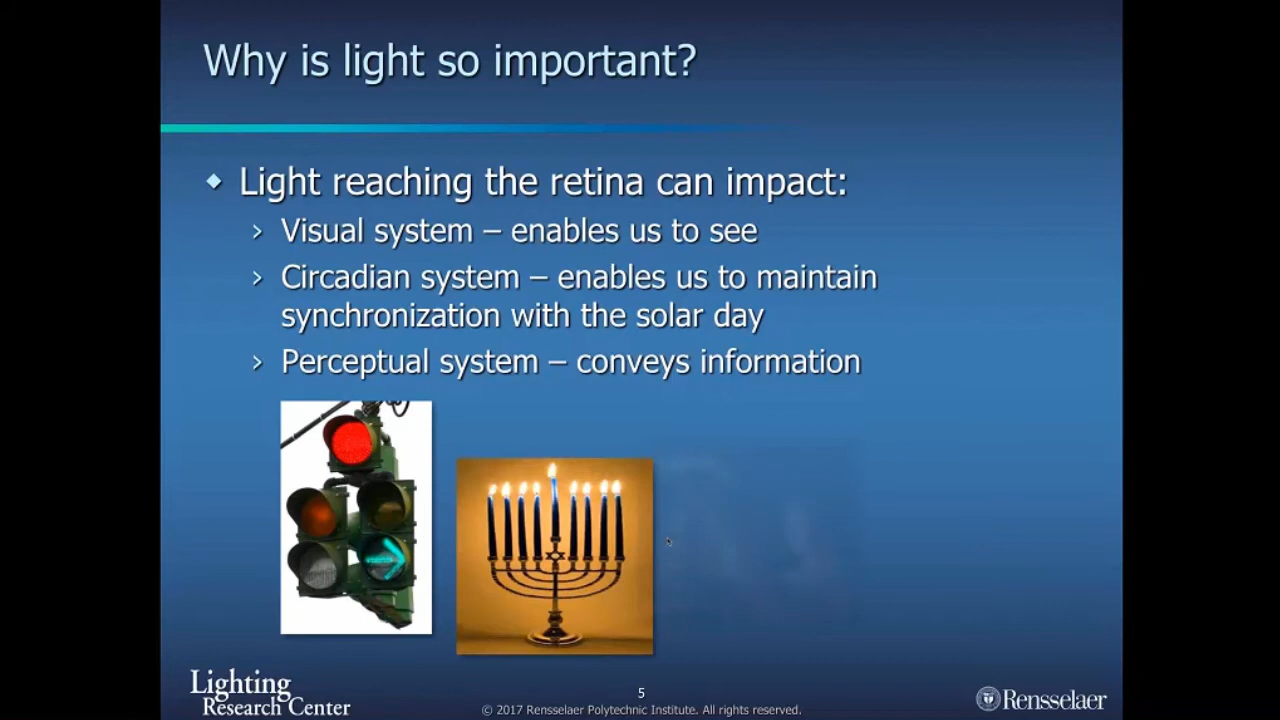 Why is light so important?
Light reaching the retina can impact:
Visual system – enables us to see
Circadian system – enables us to maintain
synchronization with the solar day
Perceptual system – conveys information
Lighting
Research Center
5
© 2017 Rensselaer Polytechnic Institute. All rights reserved.
Rensselaer